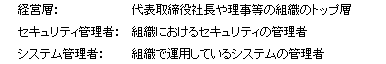 経営層: 代表取締役社長や理事等の組織のトップ層
セキュリティ管理者: 組織におけるセキュリティの管理者
システム管理者: 組織で運用しているシステムの管理者